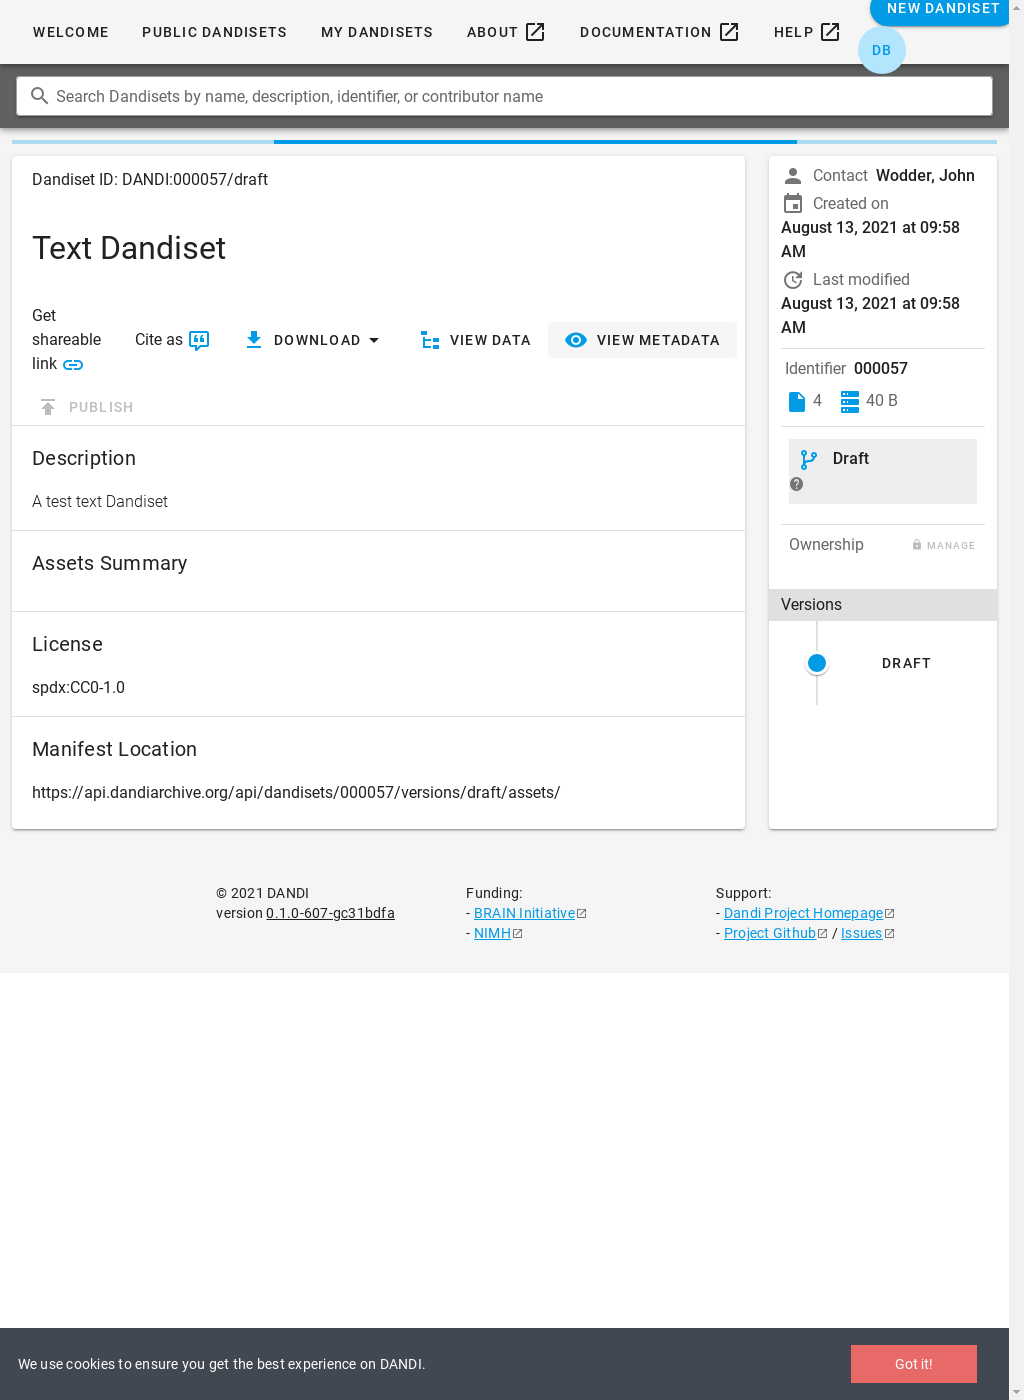 WELCOME PUBLIC DANDISETS MY DANDISETS ABOUT DOCUMENTATION HELP NEW DANDISET
DB
Search Dandisets by name, description, identifier, or contributor name
Dandiset ID: DANDI:000057/draft
Text Dandiset
Get
shareable
link
Cite as
DOWNLOAD
VIEW DATA
VIEW METADATA
PUBLISH
Description
A test text Dandiset
Assets Summary
License
spdx:CC0-1.0
Manifest Location
https://api.dandiarchive.org/api/dandisets/000057/versions/draft/assets/
Contact Wodder, John
Created on
August 13, 2021 at 09:58
AM
Last modified
August 13, 2021 at 09:58
AM
Identifier 000057
4 40 B
Draft
Ownership MANAGE
Versions
DRAFT
© 2021 DANDI
version 0.1.0-607-gc31bdfa
Funding:
- BRAIN Initiative
- NIMH
Support:
- Dandi Project Homepage
- Project Github / Issues
We use cookies to ensure you get the best experience on DANDI.
Got it!